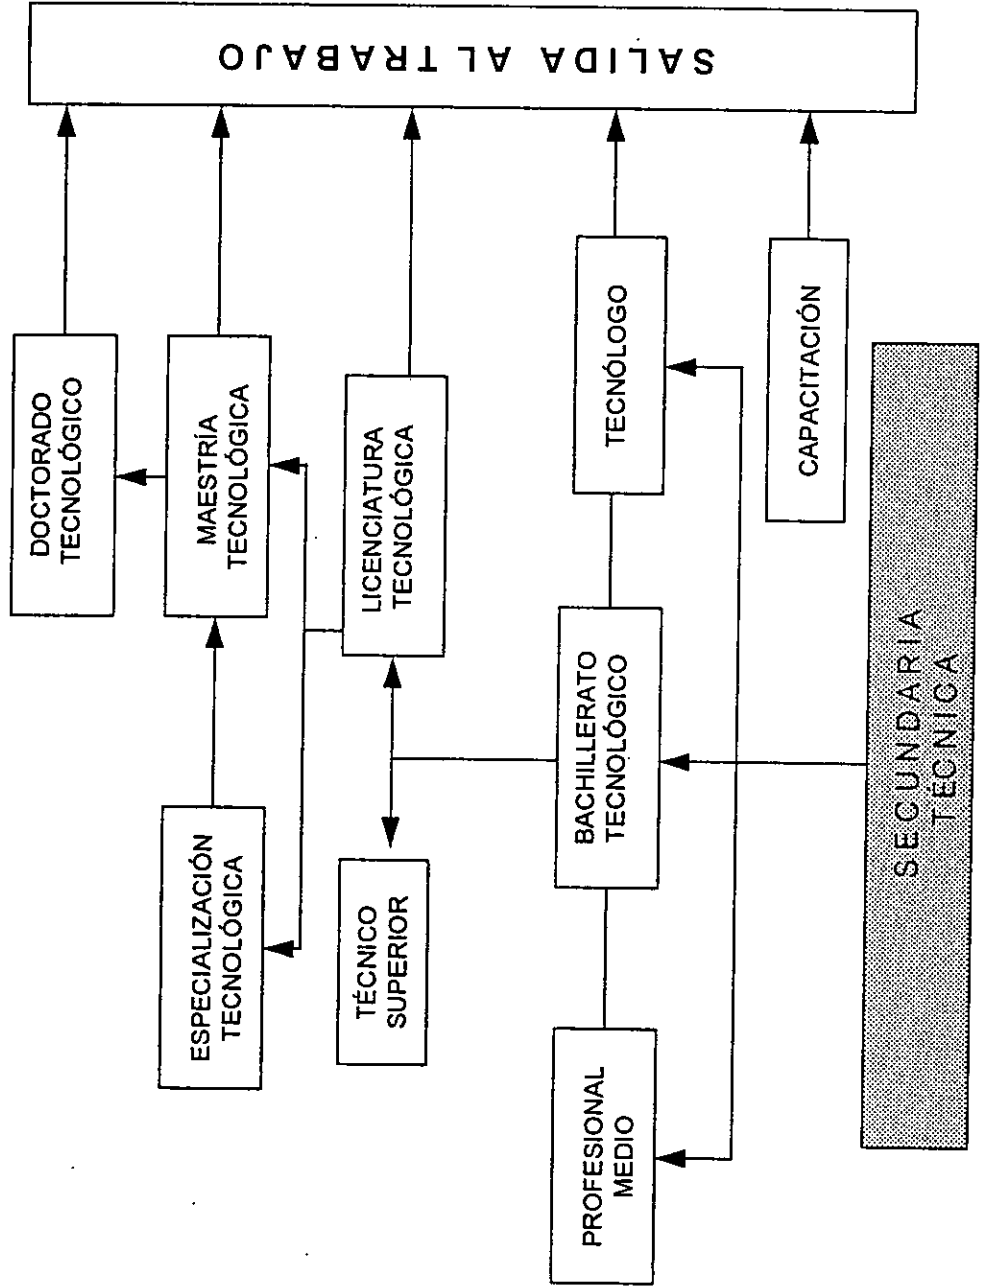 DOCTORADO
TECNOLÓGICO
ESPECIALIZACIÓN
TECNOLÓGICA
MAESTRÍA
TECNOLÓGICA
TÉCNICO
SUPERIOR
LICENCIATURA
TECNOLÓGICA
PROFESIONAL
MEDIO
BACHILLERATO
TECNOLÓGICO
TECNÓLOGO
CAPACITACIÓN
SECUNDARIA
TÉCNICA
SALIDA AL TRABAJO